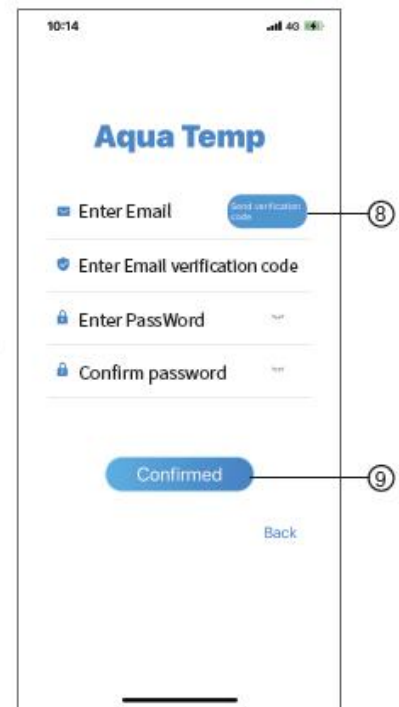 10:14 4G
Aqua Temp
Enter Email
Send verification
code
⑧
Enter Email verification code
Enter PassWord
Confirm password
Confirmed
⑨
Back